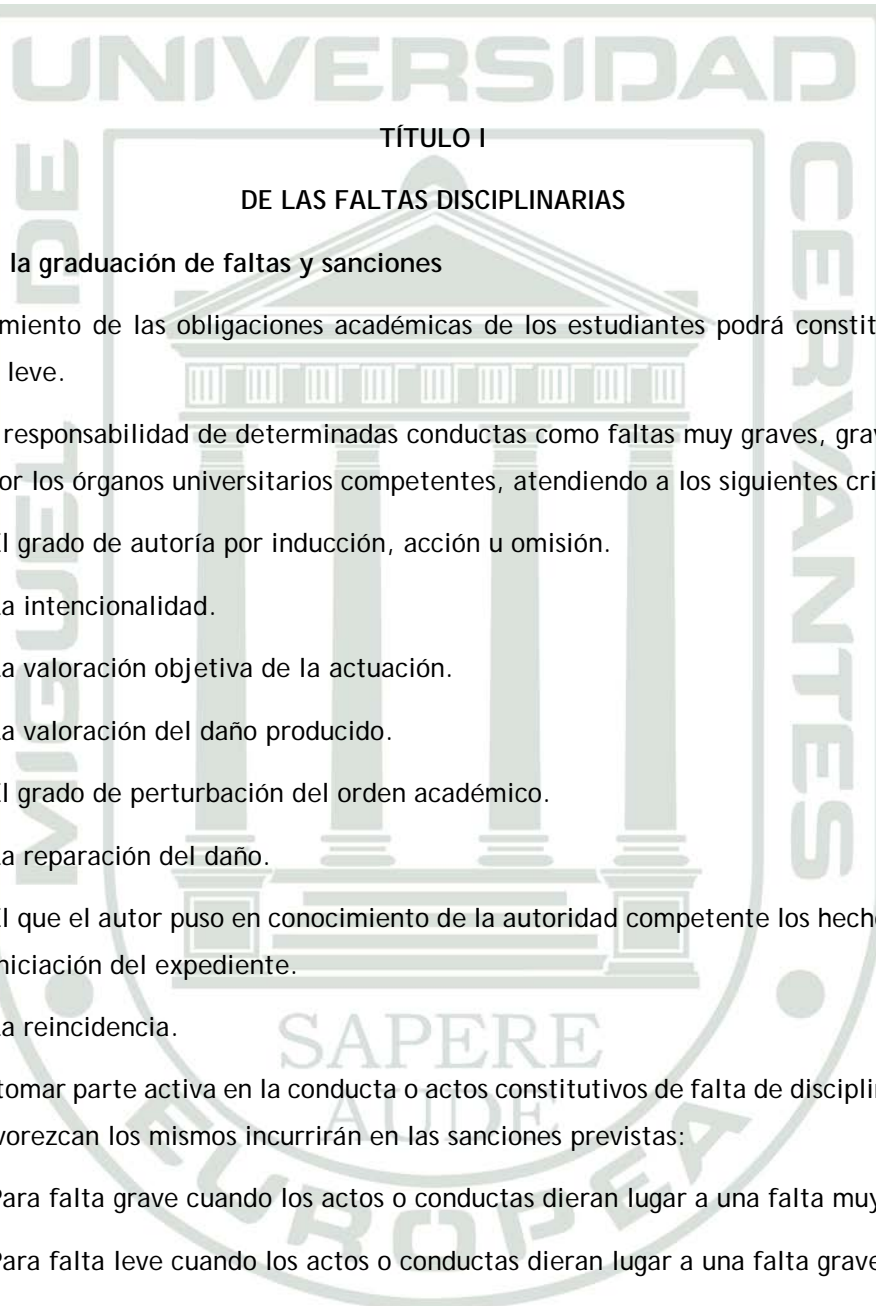 UNIVERSIDAD
EUROPEA
MIGUEL DE
CERVANTES
SAPERE
AUDE
TÍTULO I
DE LAS FALTAS DISCIPLINARIAS
la graduación de faltas y sanciones
miento de las obligaciones académicas de los estudiantes podrá constit
leve.
responsabilidad de determinadas conductas como faltas muy graves, grav
or los órganos universitarios competentes, atendiendo a los siguientes cri
l grado de autoría por inducción, acción u omisión.
a intencionalidad.
a valoración objetiva de la actuación.
a valoración del daño producido.
l grado de perturbación del orden académico.
a reparación del daño.
l que el autor puso en conocimiento de la autoridad competente los hech
niciación del expediente.
a reincidencia.
tomar parte activa en la conducta o actos constitutivos de falta de disciplin
vorezcan los mismos incurrirán en las sanciones previstas:
Para falta grave cuando los actos o conductas dieran lugar a una falta muy
Para falta leve cuando los actos o conductas dieran lugar a una falta grave